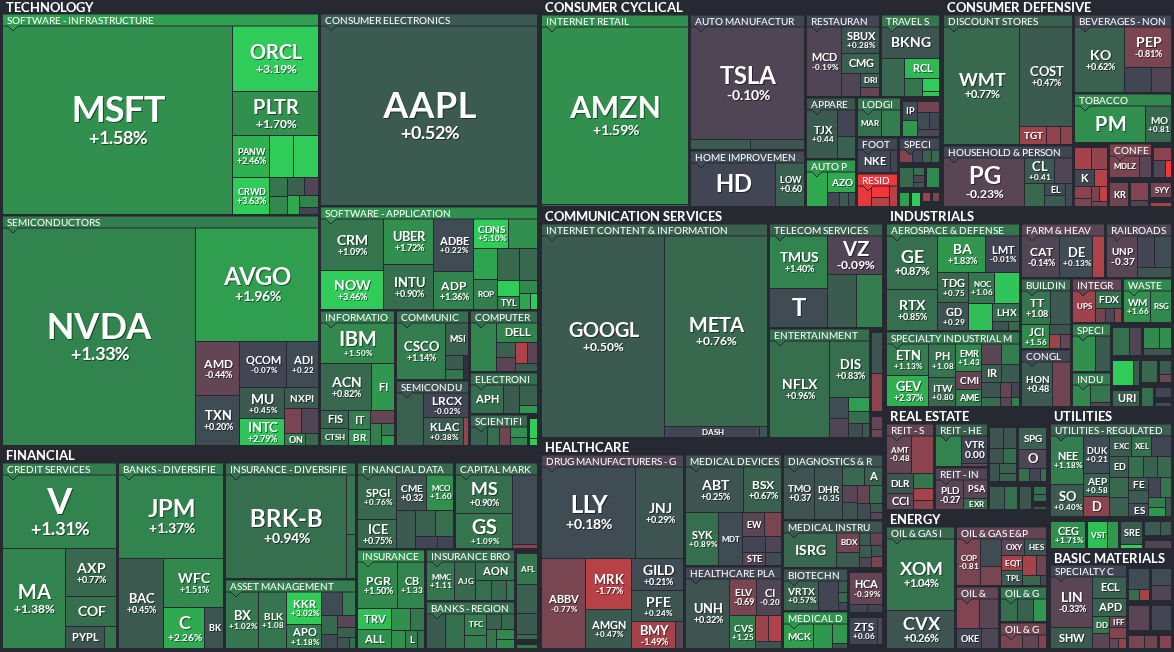 TECHNOLOGY
SOFTWARE - INFRASTRUCTURE
MSFT
+1.58%
ORCL
+3.19%
PLTR
+1.70%
PANW
+2.46%
CRWD
+3.63%
CONSUMER ELECTRONICS
AAPL
+0.52%
SEMICONDUCTORS
NVDA
+1.33%
AVGO
+1.96%
AMD
-0.44%
QCOM
-0.07%
ADI
+0.22
TXN
+0.20%
MU
+0.45%
NXPI
INTC
+2.79%
ON
SOFTWARE - APPLICATION
CRM
+1.09%
UBER
+1.72%
ADBE
+0.22%
CDNS
+5.10%
NOW
+3.46%
INTU
+0.90%
ADP
+1.36%
ROP
TYL
INFORMATIO
IBM
+1.50%
ACN
+0.82%
FI
FIS
IT
CTSH
BR
COMMUNIC
CSCO
+1.14%
MSI
COMPUTER
DELL
SEMICONDU
LRCX
-0.02%
KLAC
+0.38%
ELECTRONI
APH
SCIENTIFI
CONSUMER CYCLICAL
INTERNET RETAIL
AMZN
+1.59%
AUTO MANUFACTUR
TSLA
-0.10%
HOME IMPROVEMEN
HD
LOW
+0.60
RESTAURAN
MCD
-0.19%
SBUX
+0.28%
CMG
DRI
TRAVEL S
BKNG
RCL
APPARE
TJX
+0.44
LODGI
MAR
IP
AUTO P
AZO
FOOT
NKE
SPECI
RESID
CONSUMER DEFENSIVE
DISCOUNT STORES
WMT
+0.77%
COST
+0.47%
TGT
BEVERAGES - NON
KO
+0.62%
PEP
-0.81%
TOBACCO
PM
MO
+0.81
HOUSEHOLD & PERSON
PG
-0.23%
CL
+0.41
EL
K
CONFE
MDLZ
KR
SYY
COMMUNICATION SERVICES
INTERNET CONTENT & INFORMATION
GOOGL
+0.50%
META
+0.76%
DASH
TELECOM SERVICES
TMUS
+1.40%
VZ
-0.09%
T
ENTERTAINMENT
NFLX
+0.96%
DIS
+0.83%
INDUSTRIALS
AEROSPACE & DEFENSE
GE
+0.87%
BA
+1.83%
LMT
-0.01%
RTX
+0.85%
TDG
+0.75
NOC
+1.06
GD
+0.29
LHX
FARM & HEAV
CAT
-0.14%
DE
+0.13%
RAILROADS
UNP
-0.37
SPECIALTY INDUSTRIAL M
ETN
+1.13%
PH
+1.08
EMR
+1.43
GEV
+2.37%
ITW
+0.80
CMI
IR
AME
BUILDIN
TT
+1.08
JCI
+1.56
INTEGR
UPS
FDX
WASTE
WM
+1.66
RSG
SPECI
CONGL
HON
+0.48
INDU
URI
FINANCIAL
CREDIT SERVICES
V
+1.31%
MA
+1.38%
AXP
+0.77%
COF
PYPL
BANKS - DIVERSIFIE
JPM
+1.37%
BAC
+0.45%
WFC
+1.51%
C
+2.26%
BK
INSURANCE - DIVERSIFIE
BRK-B
+0.94%
ASSET MANAGEMENT
BX
+1.02%
BLK
+1.08
KKR
+3.02%
APO
+1.18%
FINANCIAL DATA
SPGI
+0.76%
CME
+0.32
MCO
+1.60
ICE
+0.75%
CAPITAL MARK
MS
+0.90%
GS
+1.09%
INSURANCE
PGR
+1.50%
CB
+1.33
TRV
ALL
L
INSURANCE BRO
MMC
+1.11
AJG
AON
AFL
BANKS - REGION
TFC
HEALTHCARE
DRUG MANUFACTURERS - G
LLY
+0.18%
JNJ
+0.29%
ABBV
-0.77%
MRK
-1.77%
GILD
+0.21%
PFE
+0.24%
AMGN
+0.47%
BMY
-1.49%
MEDICAL DEVICES
ABT
+0.25%
BSX
+0.67%
SYK
+0.89%
MDT
EW
STE
HEALTHCARE PLA
UNH
+0.32%
ELV
-0.69
CI
-0.20
CVS
+1.25
DIAGNOSTICS & R
TMO
+0.37
DHR
+0.35
A
MEDICAL INSTRU
ISRG
BDX
BIOTECHN
VRTX
+0.57%
HCA
-0.39%
MEDICAL D
MCK
ZTS
+0.06
REAL ESTATE
REIT - S
AMT
-0.48
DLR
CCI
REIT - HE
VTR
0.00
REIT - IN
PLD
-0.27
PSA
EXR
SPG
O
UTILITIES
UTILITIES - REGULATED
NEE
+1.18%
DUK
+0.21
EXC
XEL
ED
SO
+0.40%
AEP
+0.58
D
FE
ES
CEG
+1.71%
VST
SRE
ENERGY
OIL & GAS I
XOM
+1.04%
CVX
+0.26%
OIL & GAS E&P
COP
-0.81
OXY
HES
EQT
TPL
OIL &
OKE
OIL & G
OIL & G
BASIC MATERIALS
SPECIALTY C
LIN
-0.33%
ECL
APD
DD
IFF
SHW